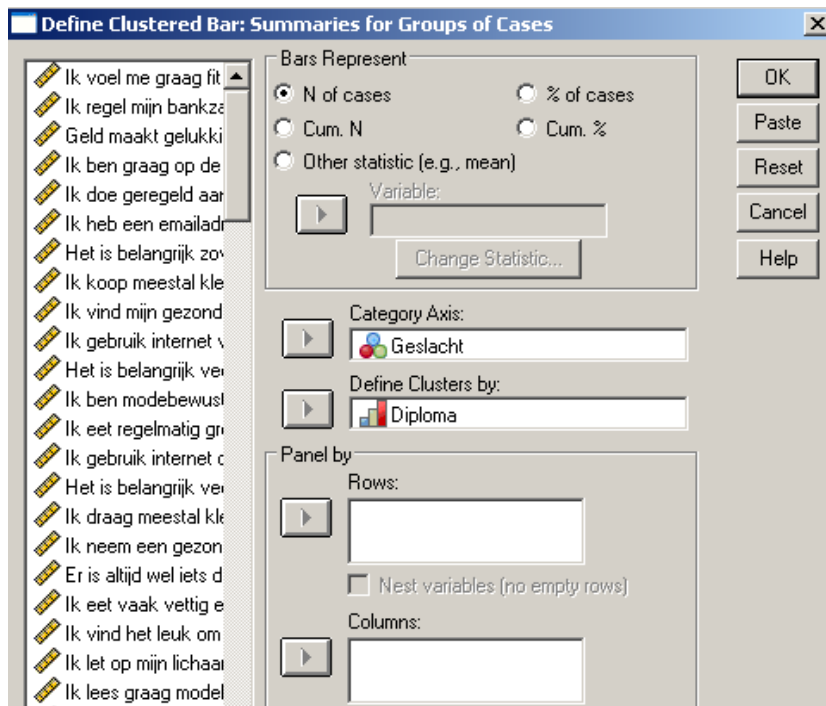 Define Clustered Bar: Summaries for Groups of Cases
Ik voel me graag fit
Ik regel mijn bankza
Geld maakt gelukki
Ik ben graag op de
Ik doe geregeld aan
Ik heb een emailadr
Het is belangrijk zov
Ik koop meestal kle
Ik vind mijn gezond
Ik gebruik internet v
Het is belangrijk vee
Ik ben modebewust
Ik eet regelmatig gro
Ik gebruik internet o
Het is belangrijk vee
Ik draag meestal kle
Ik neem een gezon
Er is altijd wel iets d
Ik eet vaak vettig e
Ik vind het leuk om
Ik let op mijn lichaam
Ik lees graag model
Bars Represent
N of cases
% of cases
Cum. N
Cum. %
Other statistic (e.g., mean)
Variable:
Change Statistic...
Category Axis:
Geslacht
Define Clusters by:
Diploma
Panel by
Rows:
Nest variables (no empty rows)
Columns:
OK
Paste
Reset
Cancel
Help